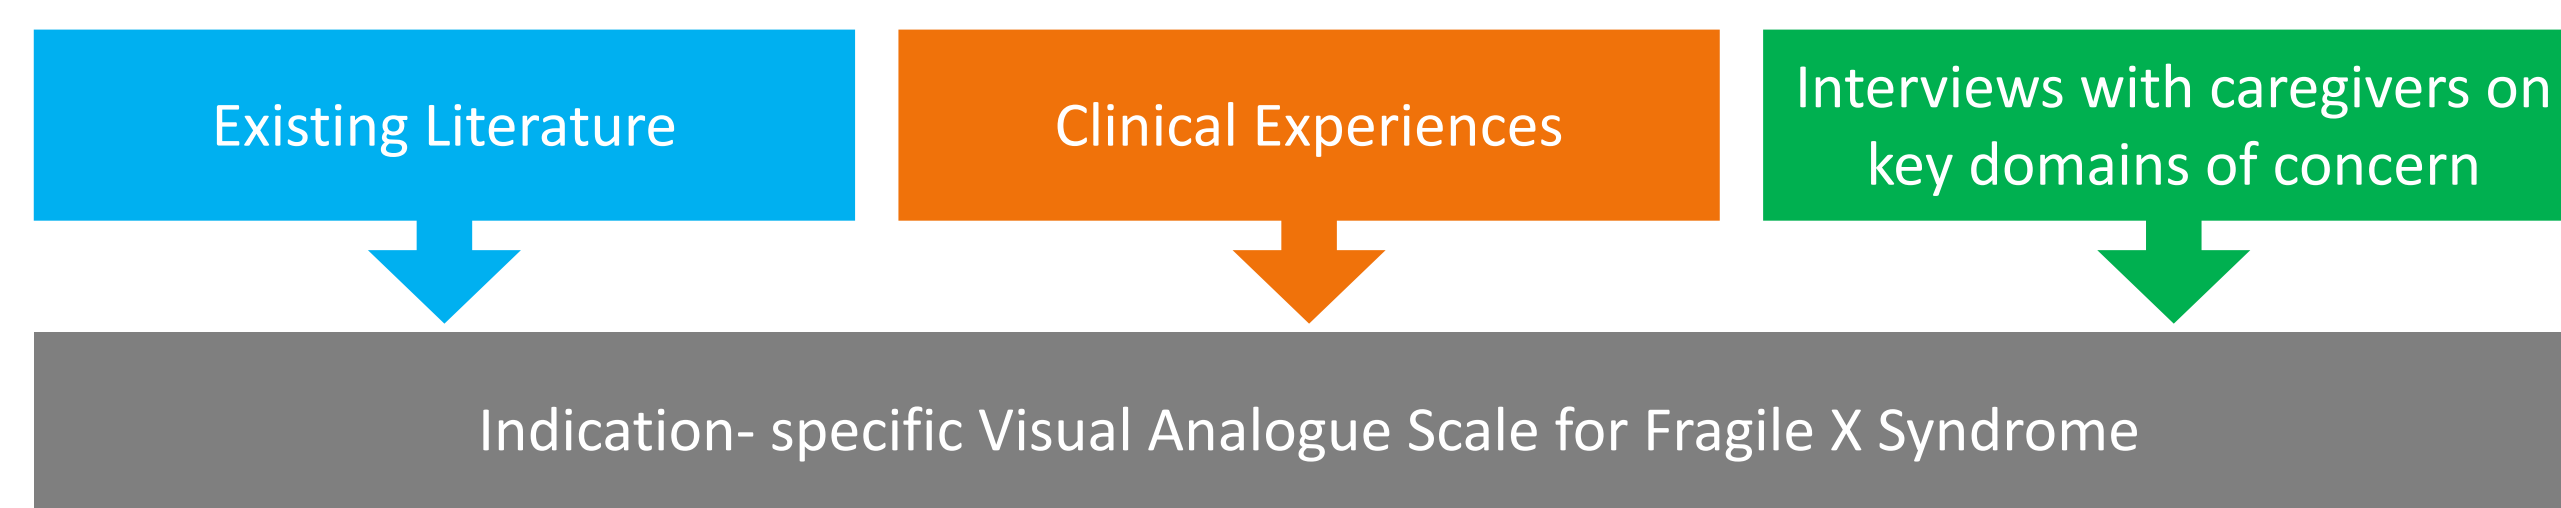 Existing Literature
Clinical Experiences
Interviews with caregivers on
key domains of concern
Indication- specific Visual Analogue Scale for Fragile X Syndrome